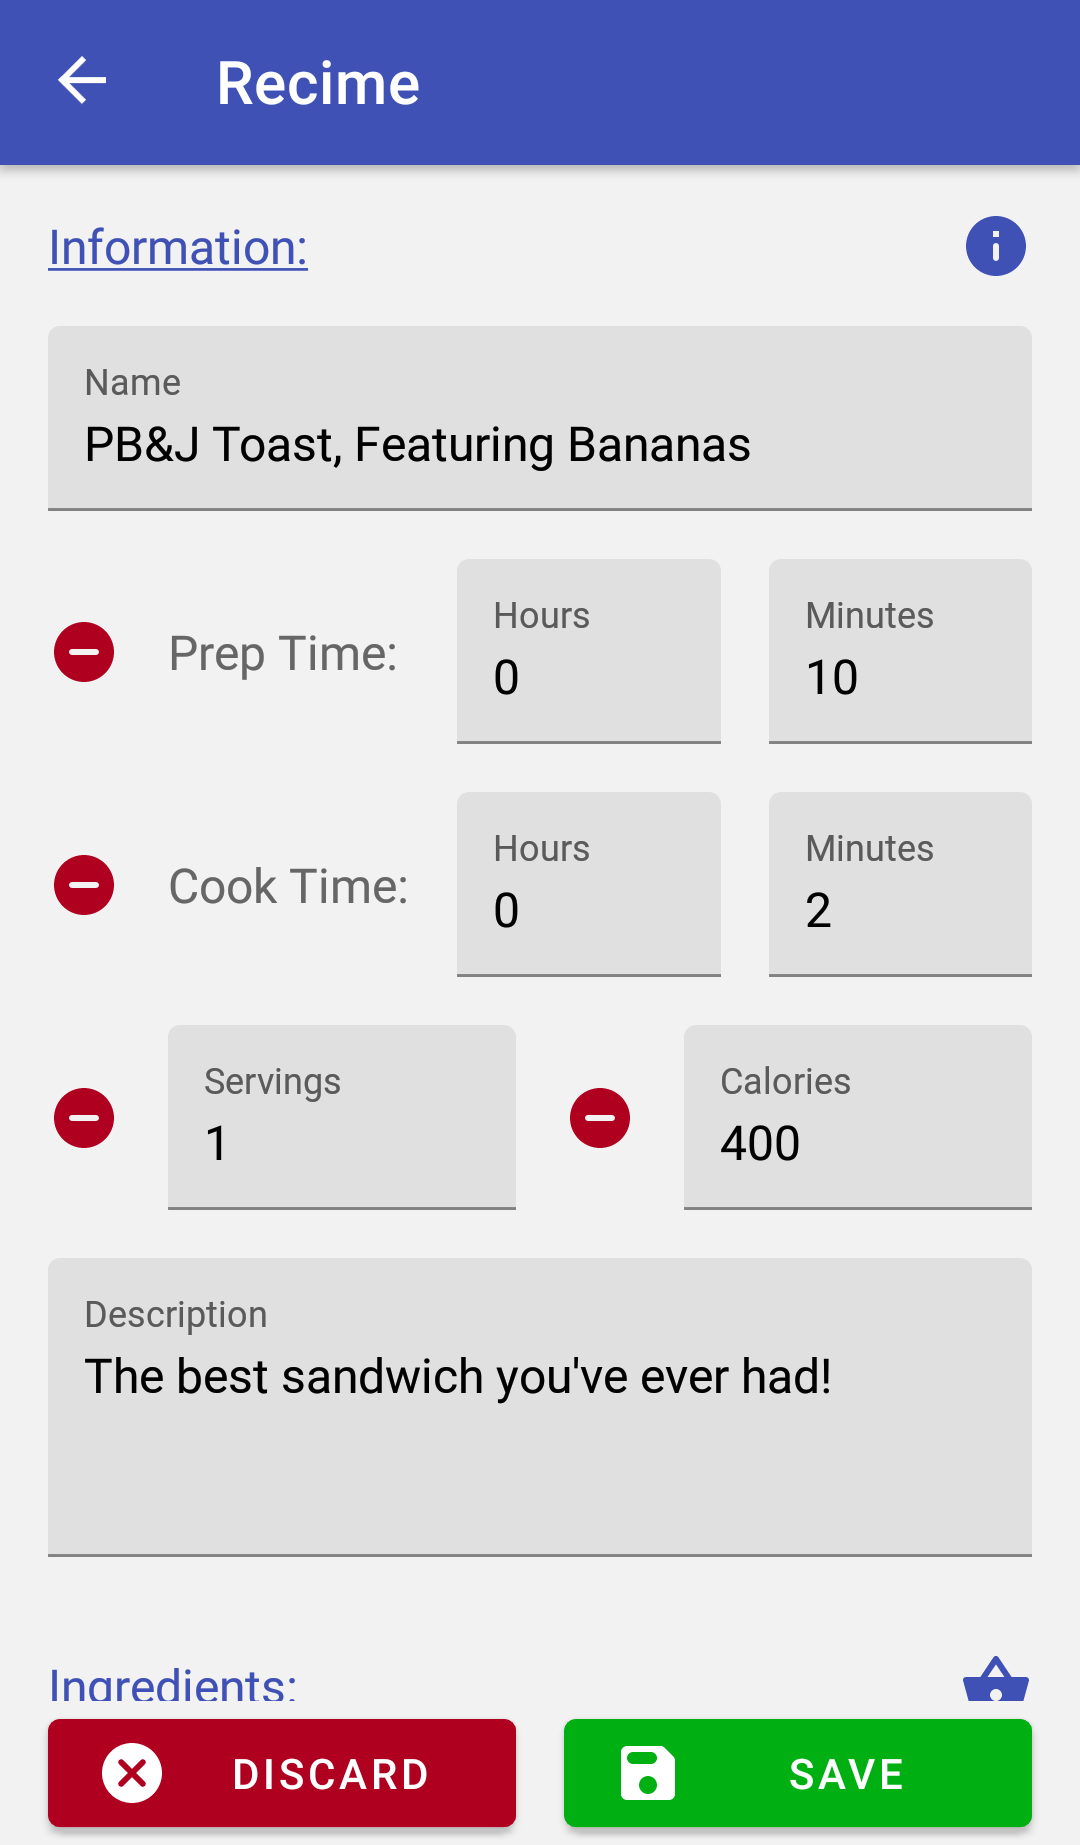 Recime
Information:
Name
PB&J Toast, Featuring Bananas
Prep Time:
Hours
0
Minutes
10
Cook Time:
Hours
0
Minutes
2
Servings
1
Calories
400
Description
The best sandwich you've ever had!
Ingredients:
DISCARD
SAVE